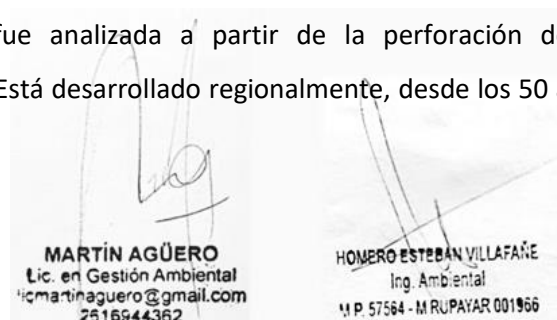 fue analizada a partir de la perforación de
Está desarrollado regionalmente, desde los 50
MARTÍN AGÜERO
Lic. en Gestión Ambiental
licmartinaguero@gmail.com
2616944362
HOMERO ESTEBAN VILLAFAÑE
Ing. Ambiental
M.P. 57564 - M RUPAYAR 001966